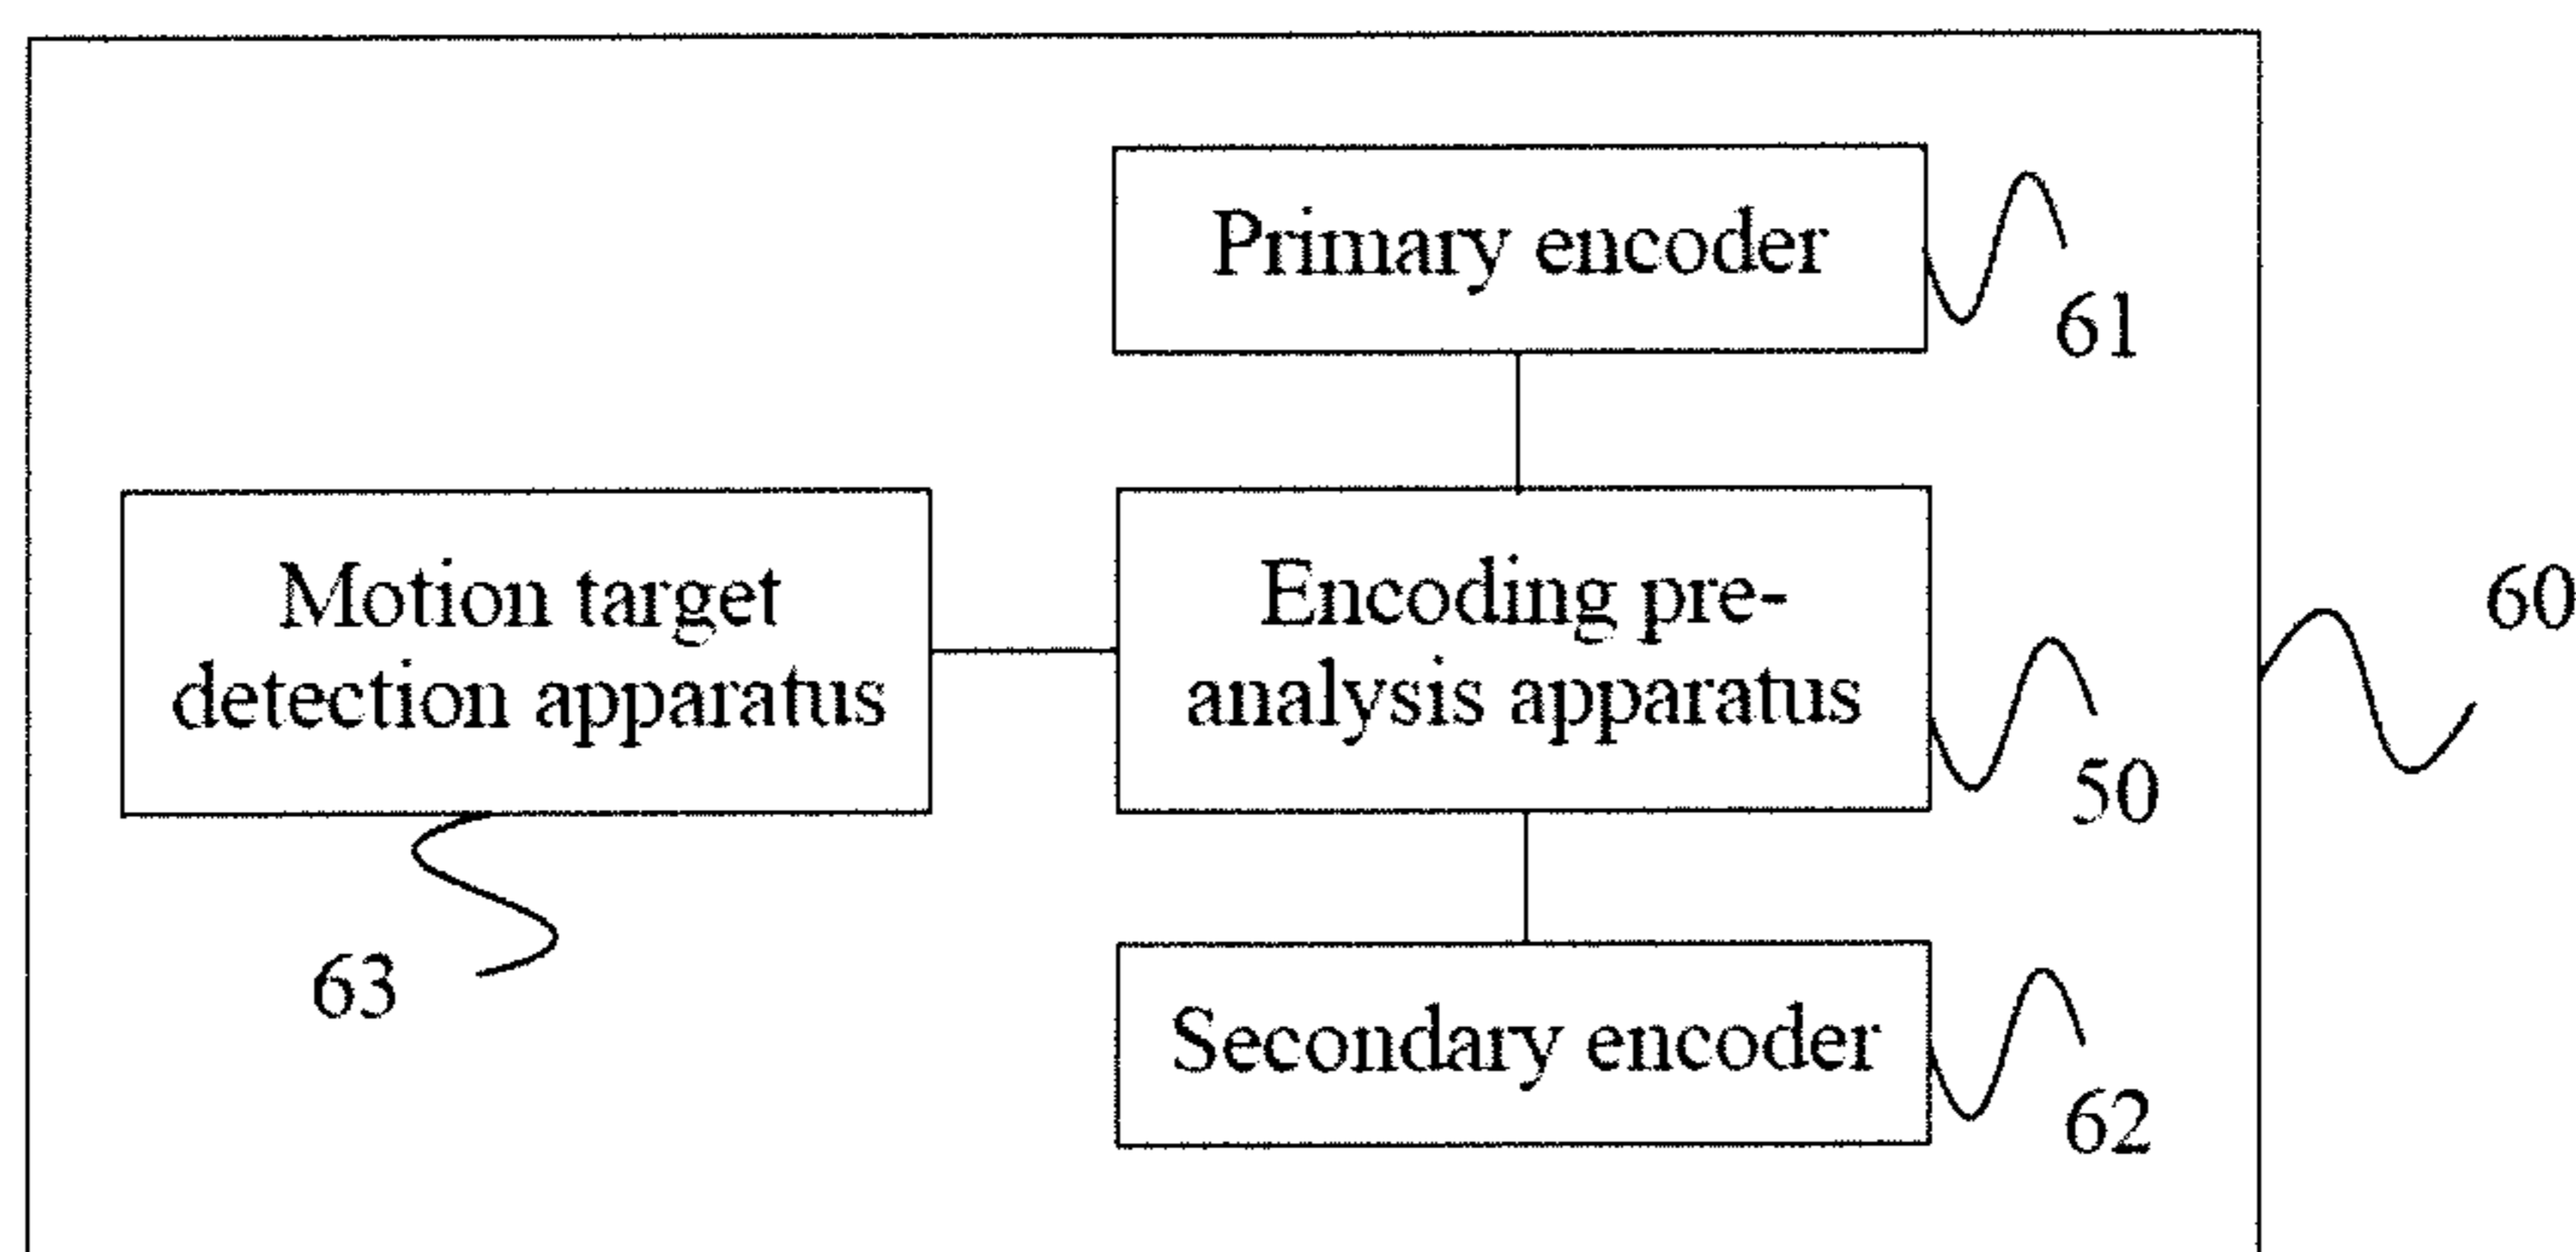 Primary encoder
61
Motion target
detection apparatus
Encoding pre-
analysis apparatus
60
50
63
Secondary encoder
62